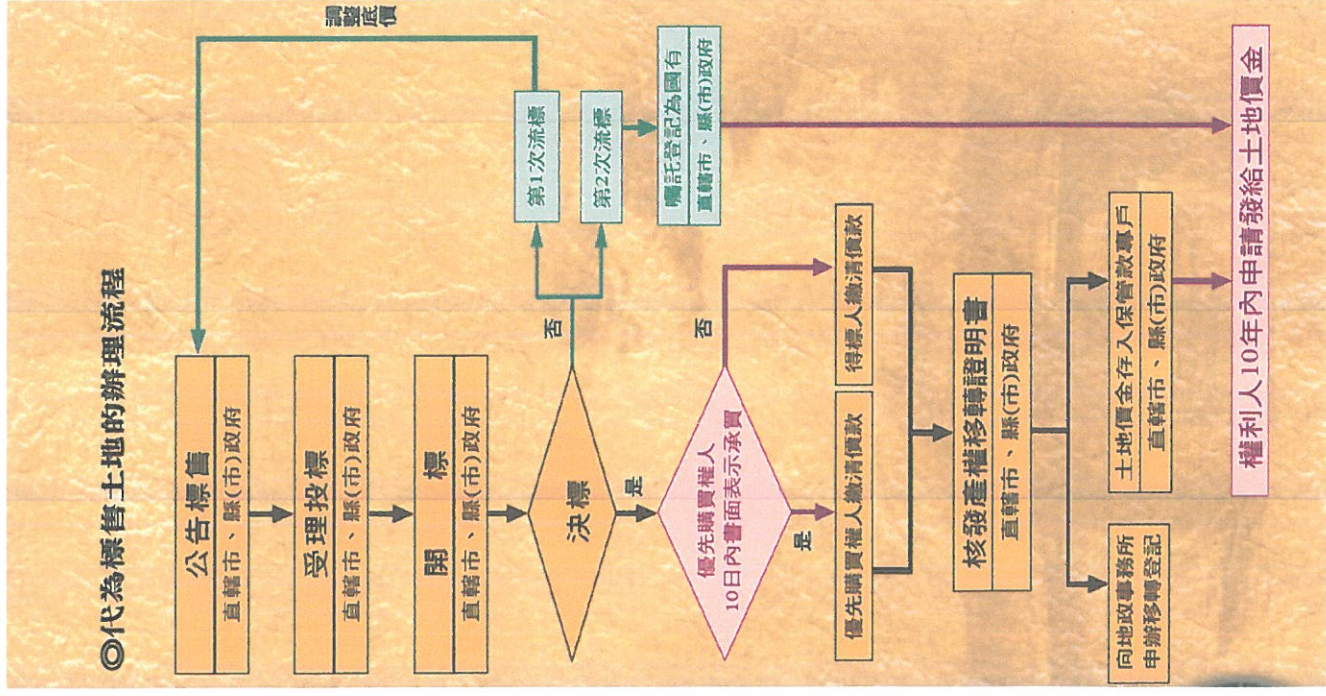 ◎代為標售土地的辦理流程
公告標售
直轄市、縣(市)政府
受理投標
直轄市、縣(市)政府
開標
直轄市、縣(市)政府
決標
否
第1次流標
調整底價
第2次流標
囑託登記為國有
直轄市、縣(市)政府
是
優先購買權人
10日內書面表示承買
否
是
優先購買權人繳清價款
得標人繳清價款
核發產權移轉證明書
直轄市、縣(市)政府
向地政事務所
申辦移轉登記
土地價金存入保管款專戶
直轄市、縣(市)政府
權利人10年內申請發給土地價金